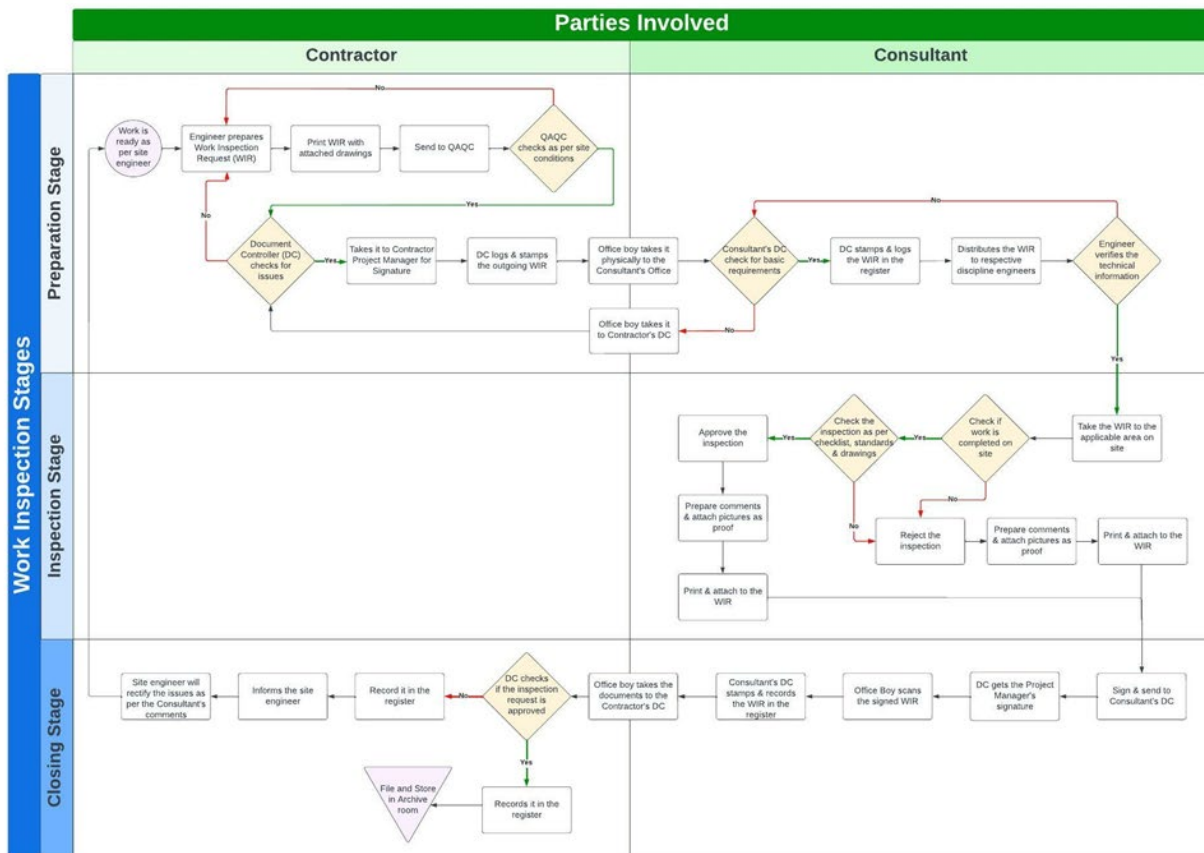 Parties Involved
Contractor
Consultant
Work Inspection Stages
Preparation Stage
No
Work is
ready as
per site
engineer
Engineer prepares
Work Inspection
Request (WIR)
Print WIR with
attached drawings
Send to QAQC
QAQC
checks as per site
conditions
Yes
No
Document
Controller (DC)
checks for
issues
Yes
Takes it to Contractor
Project Manager for
Signature
DC logs & stamps
the outgoing WIR
Office boy takes it
physically to the
Consultant's Office
No
Consultant's DC
check for basic
requirements
Yes
DC stamps & logs
the WIR in the
register
Distributes the WIR
to respective
discipline engineers
Engineer
verifies the
technical
information
Office boy takes it
to Contractor's DC
No
Yes
Inspection Stage
Approve the
inspection
Yes
Check the
inspection as per
checklist, standards
& drawings
Yes
Check if
work is
completed on
site
Take the WIR to the
applicable area on
site
No
No
Prepare comments
& attach pictures as
proof
Reject the
inspection
Prepare comments
& attach pictures as
proof
Print & attach to the
WIR
Print & attach to the
WIR
Closing Stage
Site engineer will
rectify the issues as
per the Consultant's
comments
Informs the site
engineer
Record it in the
register
No
DC checks
if the inspection
request is
approved
Office boy takes the
documents to the
Contractor's DC
Consultant's DC
stamps & records
the WIR in the
register
Office Boy scans
the signed WIR
DC gets the Project
Manager's
signature
Sign & send to
Consultant's DC
Yes
File and Store
in Archive
room
Records it in the
register